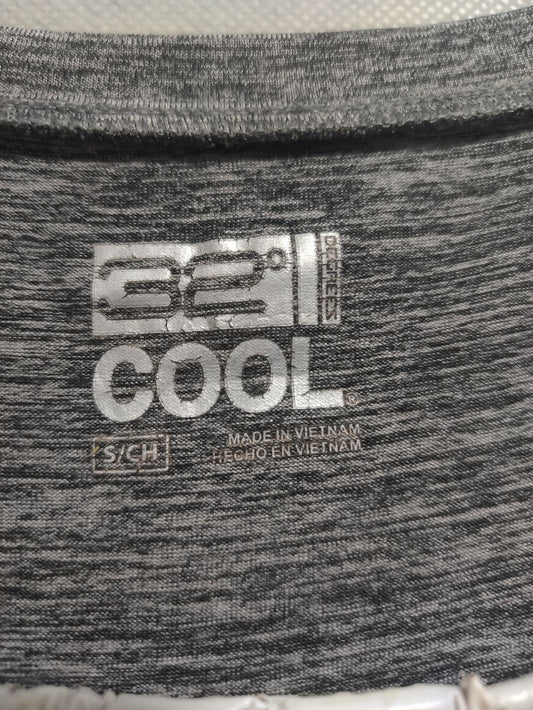 32° DEGREES
COOL®
S/CH
MADE IN VIETNAM
HECHO EN VIETNAM